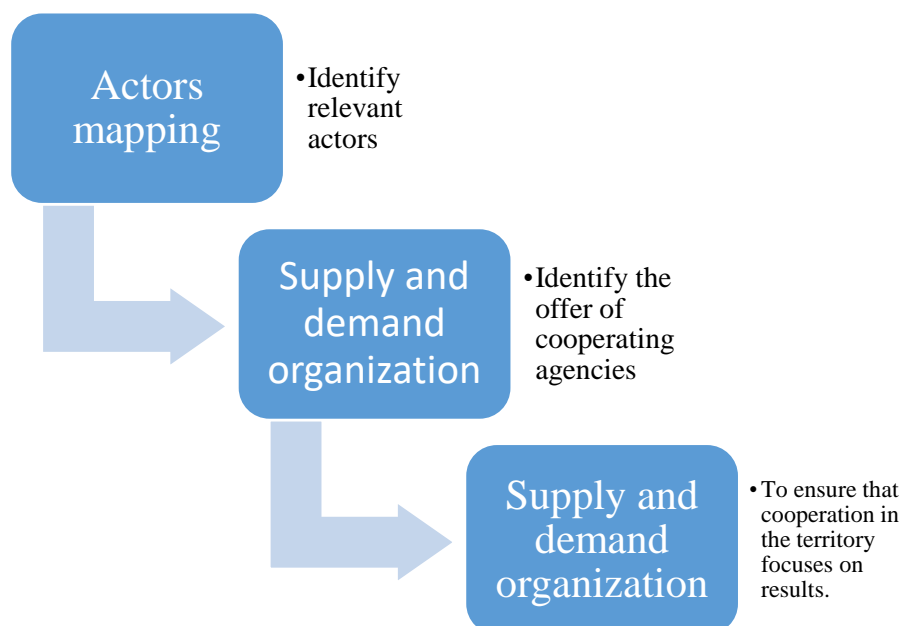 Actors
mapping
•Identify
relevant
actors
Supply and
demand
organization
•Identify the
offer of
cooperating
agencies
Supply and
demand
organization
•To ensure that
cooperation in
the territory
focuses on
results.